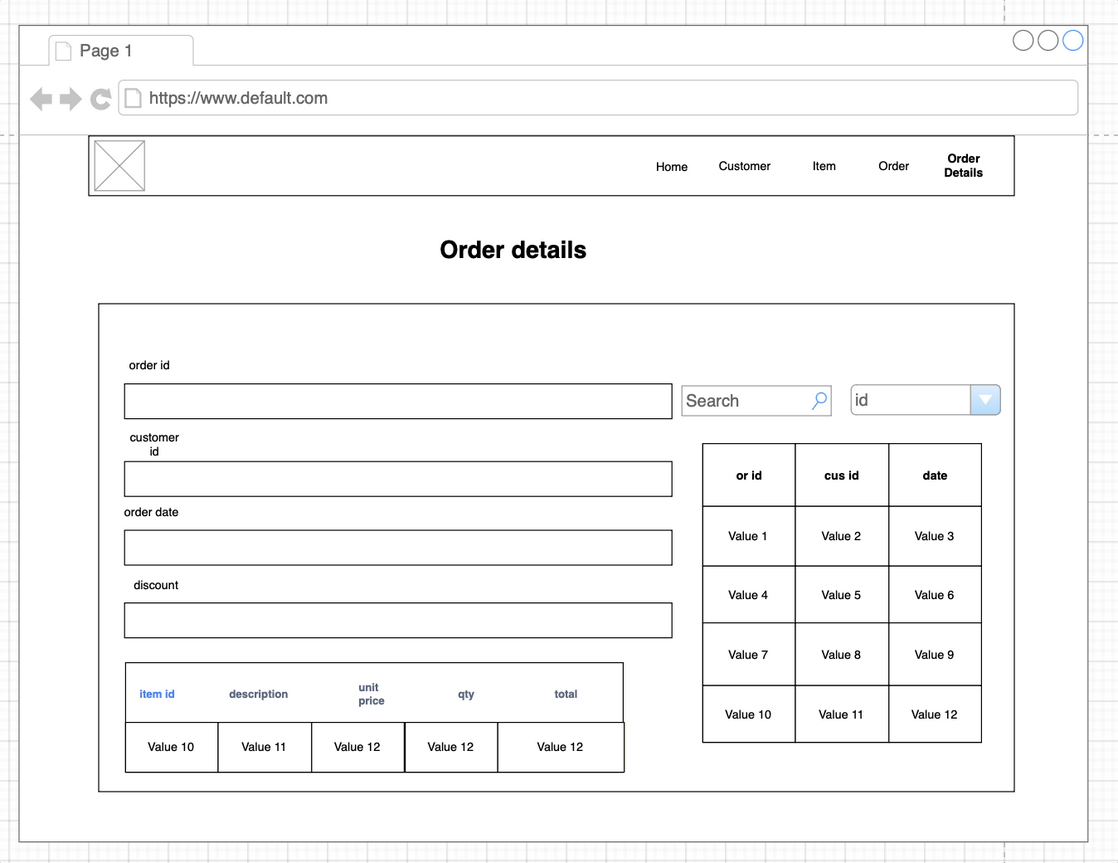 Page 1
https://www.default.com
Home Customer Item Order Order
Details
Order details
order id
Search id
customer
id
order date
discount
or id cus id date
Value 1 Value 2 Value 3
Value 4 Value 5 Value 6
Value 7 Value 8 Value 9
Value 10 Value 11 Value 12
item id description unit
price qty total
Value 10 Value 11 Value 12 Value 12 Value 12